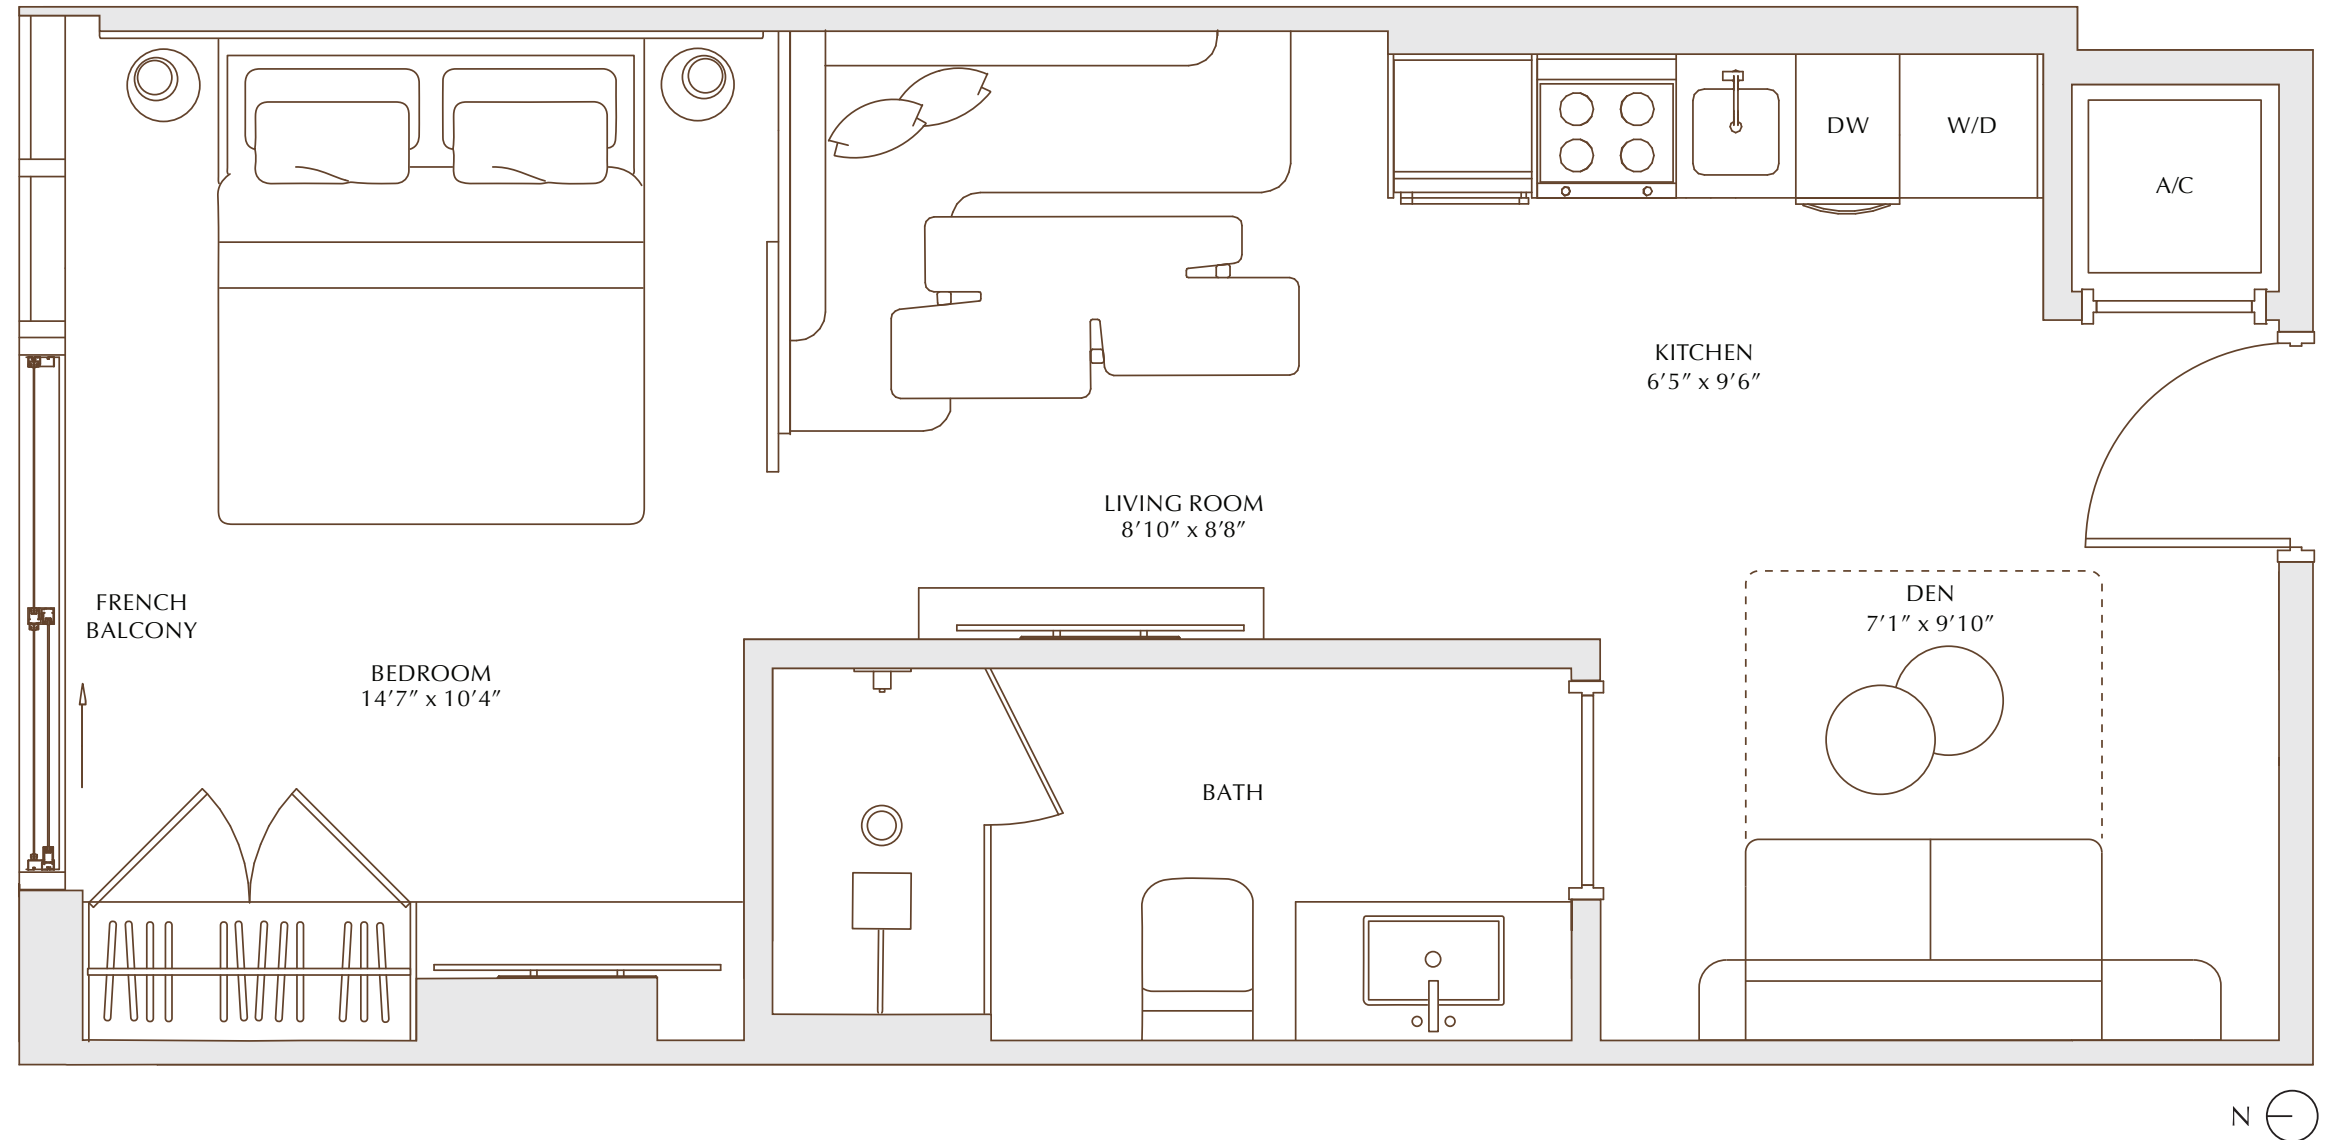 DW
W/D
A/C
KITCHEN
6’5” x 9’6”
LIVING ROOM
8’10” x 8’8”
FRENCH
BALCONY
DEN
7’1” x 9’10”
BEDROOM
14’7” x 10’4”
BATH
N